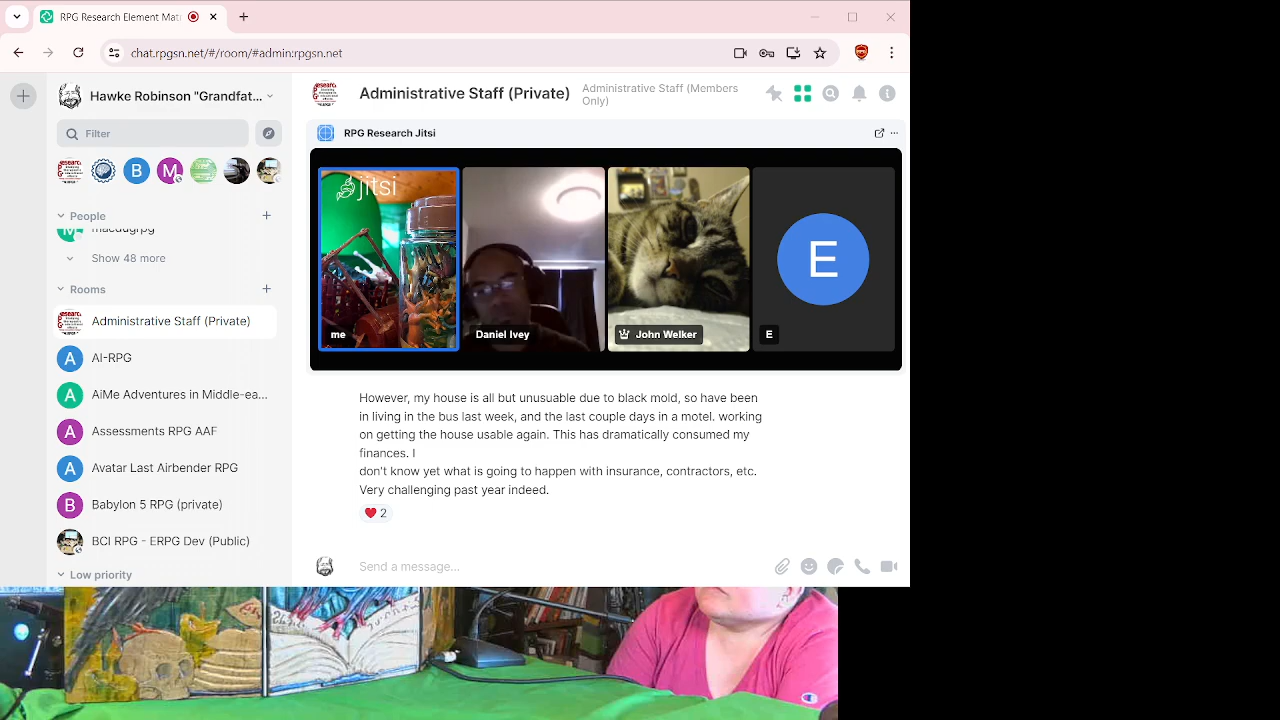 RPG Research Element Mat
chat.rpgsn.net/#/room/#admin:rpgsn.net
Hawke Robinson "Grandfat...
Administrative Staff (Private)
Administrative Staff (Members
Only)
Filter
RPG Research Jitsi
B
M
jitsi
People
macdugrpg
Show 48 more
E
Rooms
me
Daniel Ivey
John Welker
E
Administrative Staff (Private)
A
AI-RPG
A
AiMe Adventures in Middle-ea...
A
Assessments RPG AAF
A
Avatar Last Airbender RPG
B
Babylon 5 RPG (private)
BCI RPG - ERPG Dev (Public)
Low priority
However, my house is all but unusuable due to black mold, so have been
in living in the bus last week, and the last couple days in a motel. working
on getting the house usable again. This has dramatically consumed my
finances. I
don't know yet what is going to happen with insurance, contractors, etc.
Very challenging past year indeed.
2
Send a message...